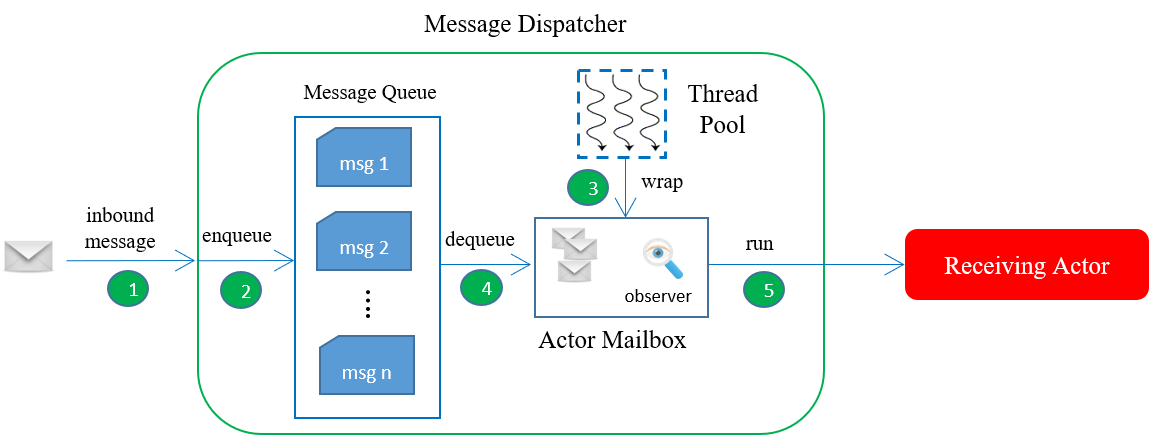 Message Dispatcher
Message Queue
Thread
Pool
msg 1
3
wrap
inbound
message
enqueue
msg 2
dequeue
observer
run
Receiving Actor
1
2
4
5
Actor Mailbox
msg n